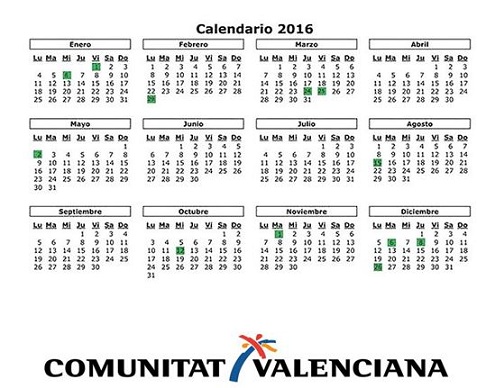 Calendario 2016
Enero
Lu Ma Mi Ju Vi Sa Do
1 2 3
4 5 6 7 8 9 10
11 12 13 14 15 16 17
18 19 20 21 22 23 24
25 26 27 28 29 30 31
Febrero
Lu Ma Mi Ju Vi Sa Do
1 2 3 4 5 6 7
8 9 10 11 12 13 14
15 16 17 18 19 20 21
22 23 24 25 26 27 28
29
Marzo
Lu Ma Mi Ju Vi Sa Do
1 2 3 4 5 6
7 8 9 10 11 12 13
14 15 16 17 18 19 20
21 22 23 24 25 26 27
28 29 30 31
Abril
Lu Ma Mi Ju Vi Sa Do
1 2 3
4 5 6 7 8 9 10
11 12 13 14 15 16 17
18 19 20 21 22 23 24
25 26 27 28 29 30
Mayo
Lu Ma Mi Ju Vi Sa Do
1
2 3 4 5 6 7 8
9 10 11 12 13 14 15
16 17 18 19 20 21 22
23 24 25 26 27 28 29
30 31
Junio
Lu Ma Mi Ju Vi Sa Do
1 2 3 4 5
6 7 8 9 10 11 12
13 14 15 16 17 18 19
20 21 22 23 24 25 26
27 28 29 30
Julio
Lu Ma Mi Ju Vi Sa Do
1 2 3
4 5 6 7 8 9 10
11 12 13 14 15 16 17
18 19 20 21 22 23 24
25 26 27 28 29 30 31
Agosto
Lu Ma Mi Ju Vi Sa Do
1 2 3 4 5 6 7
8 9 10 11 12 13 14
15 16 17 18 19 20 21
22 23 24 25 26 27 28
29 30 31
Septiembre
Lu Ma Mi Ju Vi Sa Do
1 2 3 4
5 6 7 8 9 10 11
12 13 14 15 16 17 18
19 20 21 22 23 24 25
26 27 28 29 30
Octubre
Lu Ma Mi Ju Vi Sa Do
1 2
3 4 5 6 7 8 9
10 11 12 13 14 15 16
17 18 19 20 21 22 23
24 25 26 27 28 29 30
31
Noviembre
Lu Ma Mi Ju Vi Sa Do
1 2 3 4 5 6
7 8 9 10 11 12 13
14 15 16 17 18 19 20
21 22 23 24 25 26 27
28 29 30
Diciembre
Lu Ma Mi Ju Vi Sa Do
1 2 3 4
5 6 7 8 9 10 11
12 13 14 15 16 17 18
19 20 21 22 23 24 25
26 27 28 29 30 31
COMUNITAT VALENCIANA